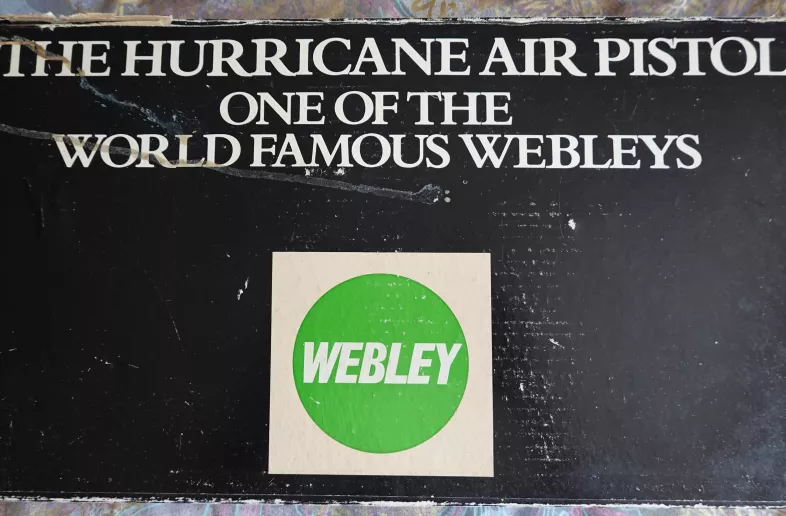 THE HURRICANE AIR PISTOL
ONE OF THE
WORLD FAMOUS WEBLEYS
WEBLEY